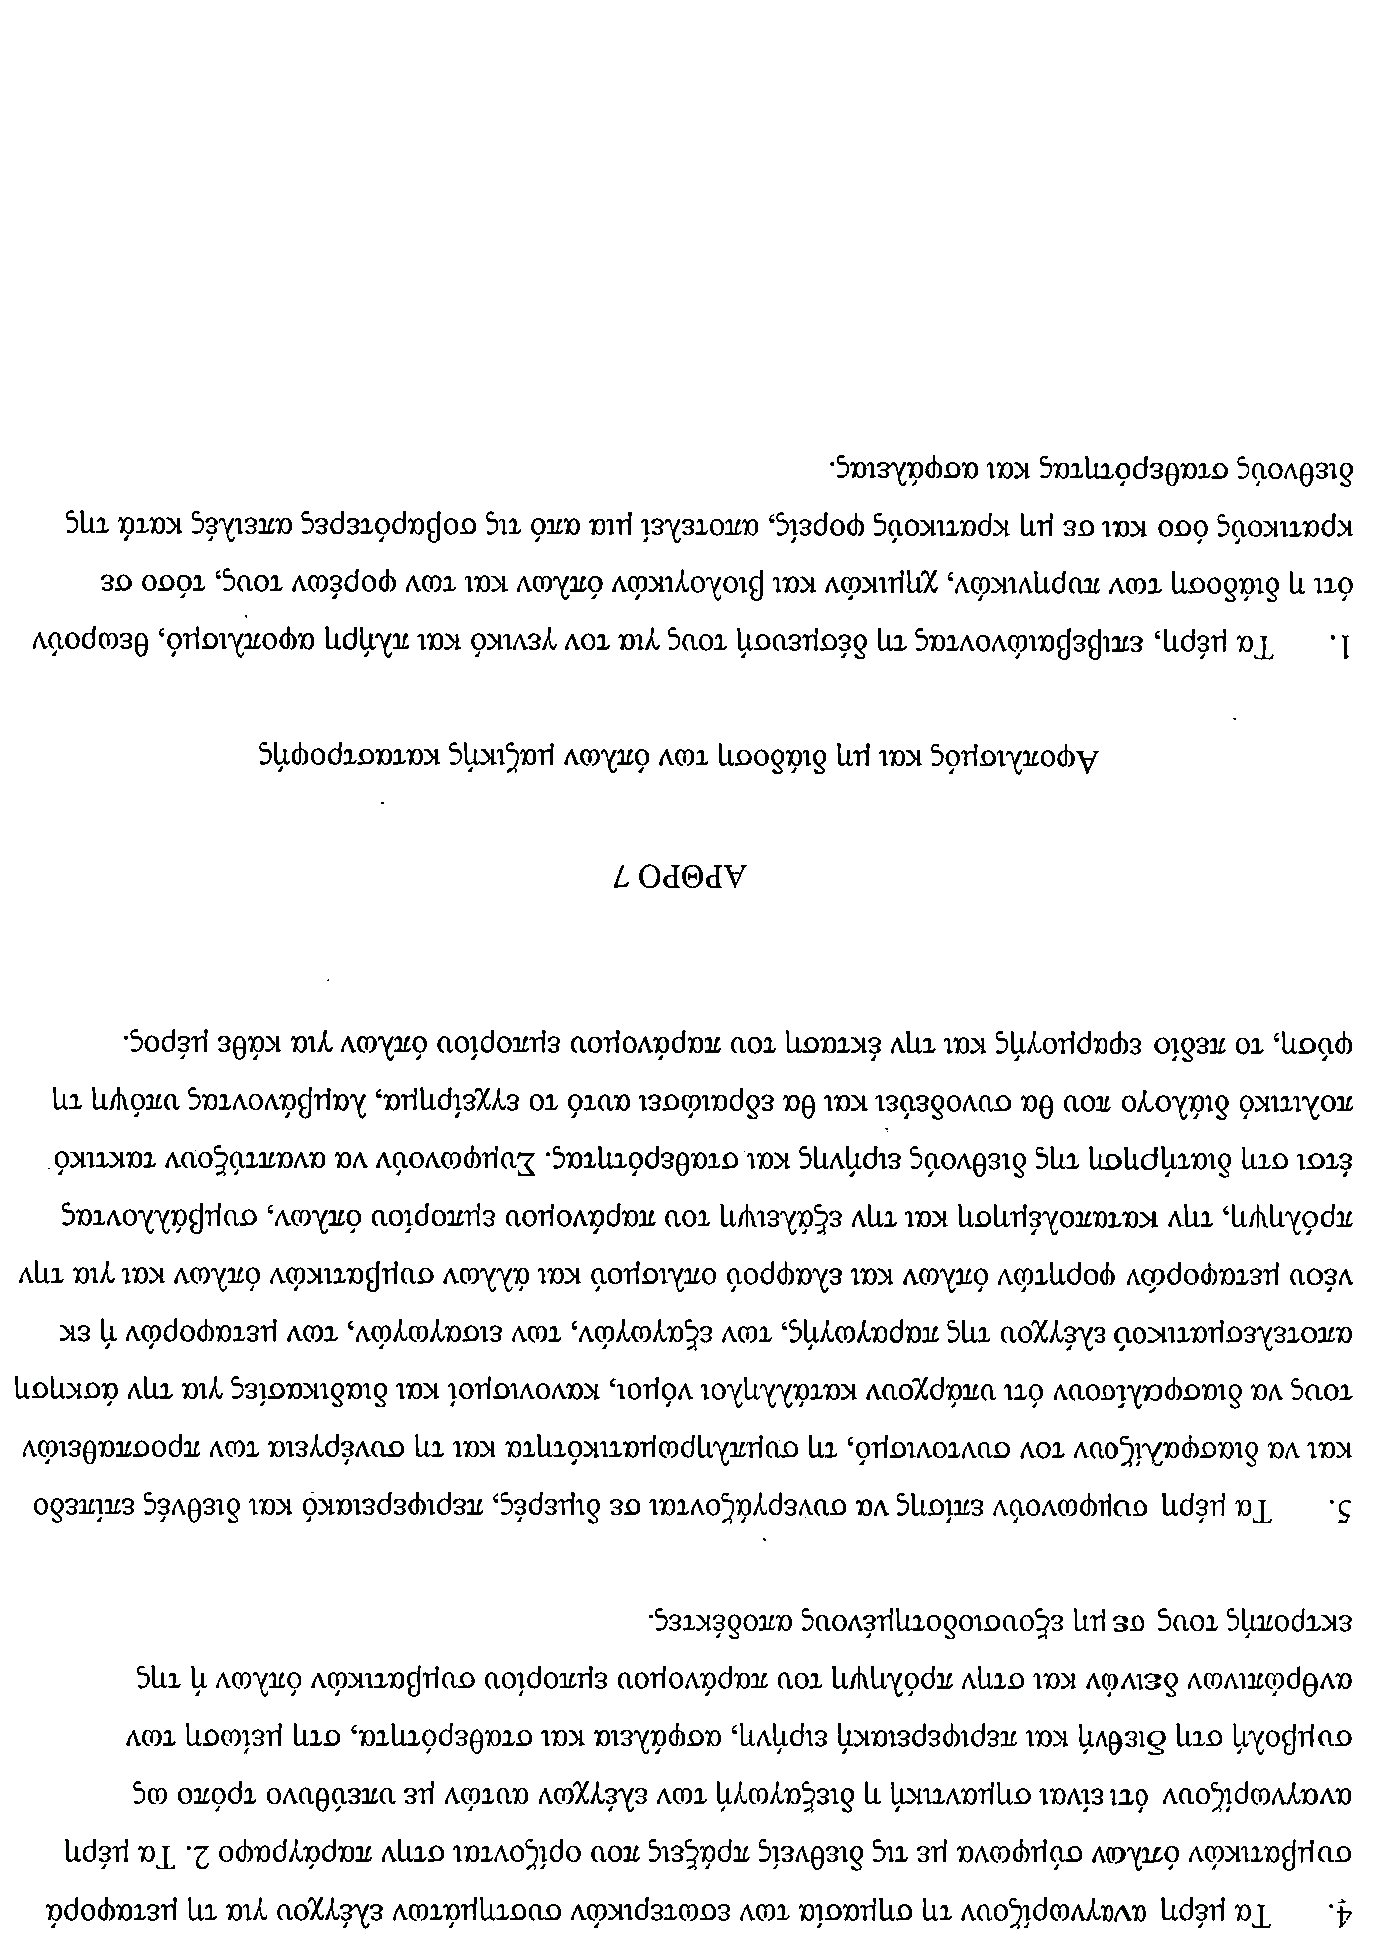 4. Τα μέρη αναγνωρίζουν τη σημασία των εσωτερικών συστημάτων ελέγχου για τη μεταφορά
συμβατικών όπλων σύμφωνα με τις διεθνείς πράξεις που ορίζονται στην παράγραφο 2. Τα μέρη
αναγνωρίζουν ότι είναι σημαντική η διεξαγωγή των ελέγχων αυτών με υπεύθυνο τρόπο ως
συμβολή στη διεθνή και περιφερειακή ειρήνη, ασφάλεια και σταθερότητα, στη μείωση των
ανθρώπινων δεινών και στην πρόληψη του παράνομου εμπορίου συμβατικών όπλων ή της
εκτροπής τους σε μη εξουσιοδοτημένους αποδέκτες.
5. Τα μέρη συμφωνούν επίσης να συνεργάζονται σε διμερές, περιφερειακό και διεθνές επίπεδο
και να διασφαλίζουν τον συντονισμό, τη συμπληρωματικότητα και τη συνέργεια των προσπαθειών
τους να διασφαλίσουν ότι υπάρχουν κατάλληλοι νόμοι, κανονισμοί και διαδικασίες για την άσκηση
αποτελεσματικού ελέγχου της παραγωγής, των εξαγωγών, των εισαγωγών, των μεταφορών ή εκ
νέου μεταφορών φορητών όπλων και ελαφρού οπλισμού και άλλων συμβατικών όπλων και για την
πρόληψη, την καταπολέμηση και την εξάλειψη του παράνομου εμπορίου όπλων, συμβάλλοντας
έτσι στη διατήρηση της διεθνούς ειρήνης και σταθερότητας. Συμφωνούν να αναπτύξουν τακτικό
πολιτικό διάλογο που θα συνοδεύει και θα εδραιώσει αυτό το εγχείρημα, λαμβάνοντας υπόψη τη
φύση, το πεδίο εφαρμογής και την έκταση του παράνομου εμπορίου όπλων για κάθε μέρος.
ΑΡΘΡΟ 7
Αφοπλισμός και μη διάδοση των όπλων μαζικής καταστροφής
1. Τα μέρη, επιβεβαιώνοντας τη δέσμευσή τους για τον γενικό και πλήρη αφοπλισμό, θεωρούν
ότι η διάδοση των πυρηνικών, χημικών και βιολογικών όπλων και των φορέων τους, τόσο σε
κρατικούς όσο και σε μη κρατικούς φορείς, αποτελεί μια από τις σοβαρότερες απειλές κατά της
διεθνούς σταθερότητας και ασφάλειας.